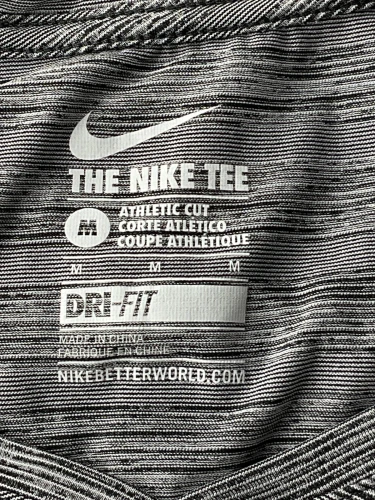 THE NIKE TEE
M
ATHLETIC CUT
CORTE ATLÉTICO
COUPE ATHLÉTIQUE
M M M
DRI-FIT
MADE IN CHINA
FABRIQUÉ EN CHINE
NIKEBETTERWORLD.COM